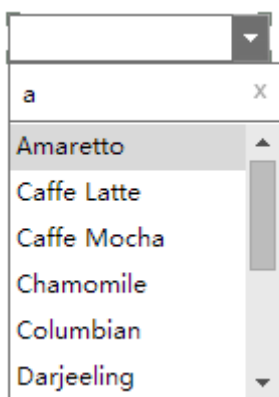 a x
Amaretto
Caffe Latte
Caffe Mocha
Chamomile
Columbian
Darjeeling